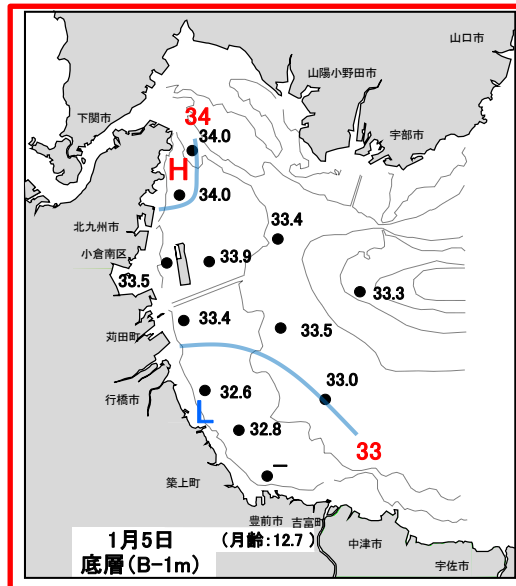 山口市
山陽小野田市
下関市
34
34.0
宇部市
H
34.0
北九州市
33.4
小倉南区
33.9
33.5
33.3
33.4
33.5
苅田町
33.0
行橋市
32.6
L
32.8
33
－
築上町
豊前市 吉富町
1月5日 (月齢:12.7 )
中津市
底層(B-1m)
宇佐市